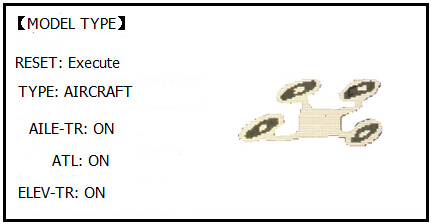 【MODEL TYPE】
RESET: Execute
TYPE: AIRCRAFT
AILE-TR: ON
ATL: ON
ELEV-TR: ON